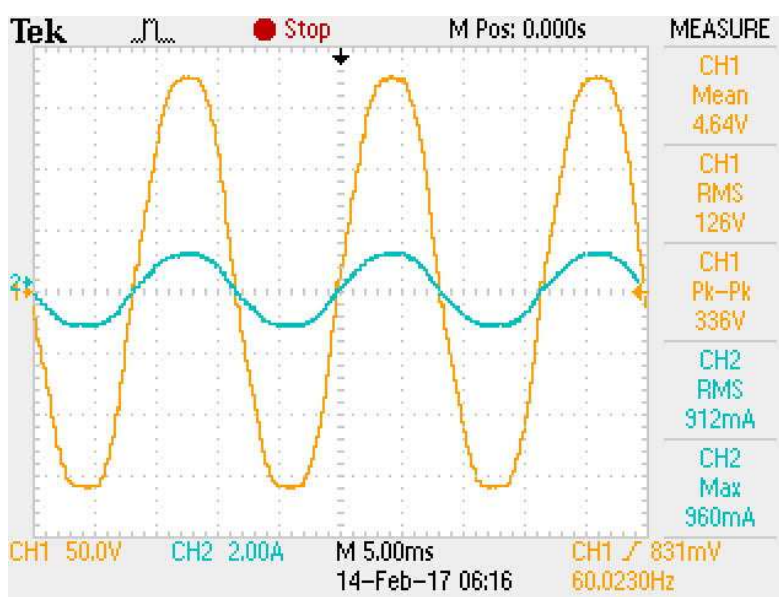 Tek Stop M Pos: 0.000s MEASURE
CH1
Mean
4.64V
CH1
RMS
126V
CH1
Pk-Pk
336V
CH2
RMS
912mA
CH2
Max
960mA
2
1
CH1 50.0V CH2 2.00A M 5.00ms CH1 831mV
14-Feb-17 06:16 60.0230Hz